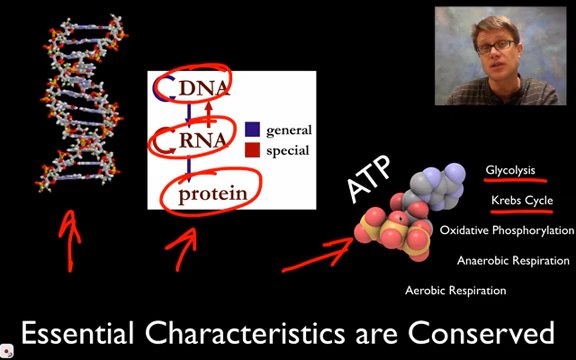 DNA
RNA
protein
general
special
ATP
Glycolysis
Krebs Cycle
Oxidative Phosphorylation
Anaerobic Respiration
Aerobic Respiration
Essential Characteristics are Conserved